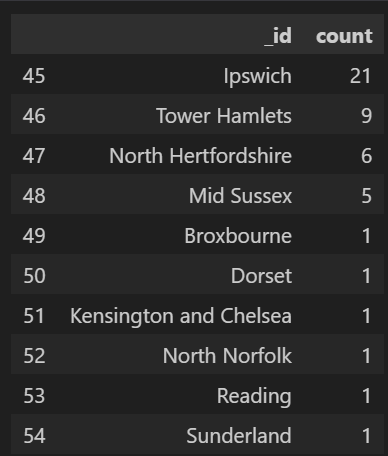 _id count
45 Ipswich 21
46 Tower Hamlets 9
47 North Hertfordshire 6
48 Mid Sussex 5
49 Broxbourne 1
50 Dorset 1
51 Kensington and Chelsea 1
52 North Norfolk 1
53 Reading 1
54 Sunderland 1